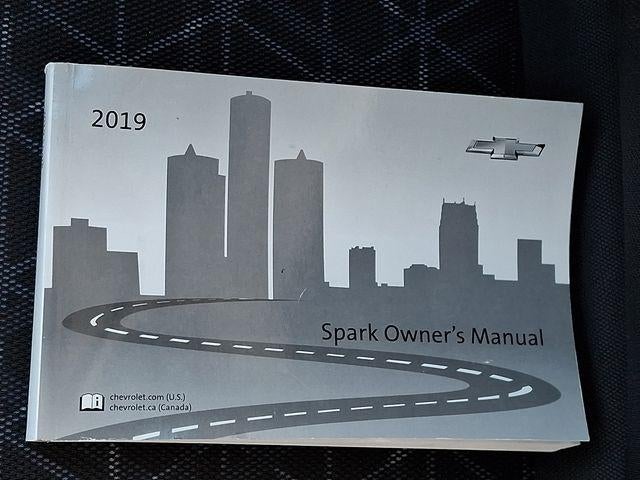 2019
Spark Owner's Manual
chevrolet.com (U.S.)
chevrolet.ca (Canada)